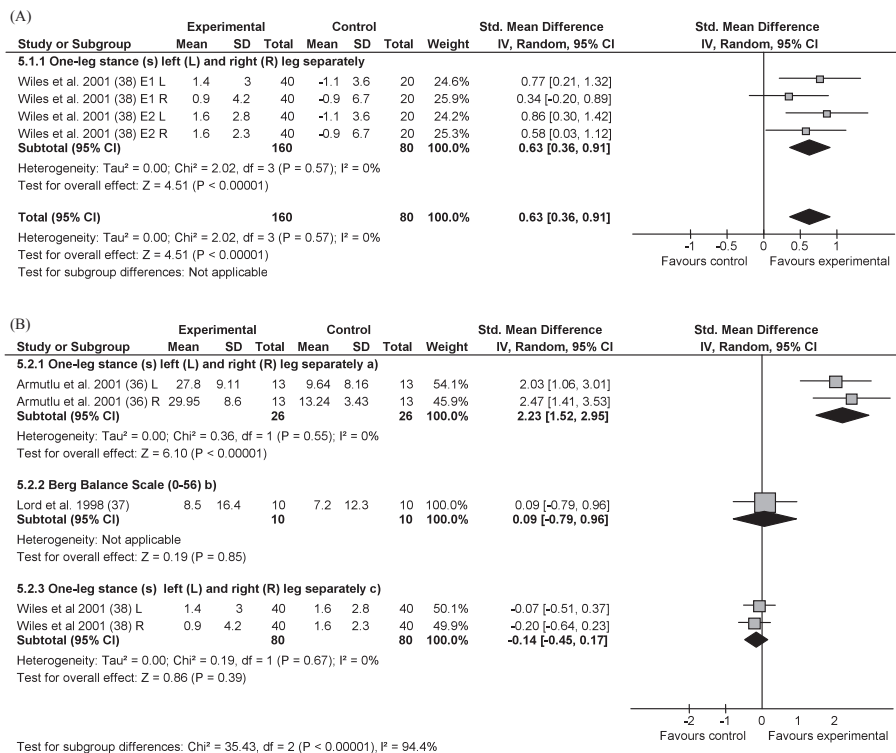 (A)
Experimental Control Std. Mean Difference Std. Mean Difference
Study or Subgroup Mean SD Total Mean SD Total Weight IV, Random, 95% CI IV, Random, 95% CI
5.1.1 One-leg stance (s) left (L) and right (R) leg separately
Wiles et al. 2001 (38) E1 L 1.4 3 40 -1.1 3.6 20 24.6% 0.77 [0.21, 1.32]
Wiles et al. 2001 (38) E1 R 0.9 4.2 40 -0.9 6.7 20 25.9% 0.34 [-0.20, 0.89]
Wiles et al. 2001 (38) E2 L 1.6 2.8 40 -1.1 3.6 20 24.2% 0.86 [0.30, 1.42]
Wiles et al. 2001 (38) E2 R 1.6 2.3 40 -0.9 6.7 20 25.3% 0.58 [0.03, 1.12]
Subtotal (95% CI) 160 80 100.0% 0.63 [0.36, 0.91]
Heterogeneity: Tau² = 0.00; Chi² = 2.02, df = 3 (P = 0.57); I² = 0%
Test for overall effect: Z = 4.51 (P < 0.00001)
Total (95% CI) 160 80 100.0% 0.63 [0.36, 0.91]
Heterogeneity: Tau² = 0.00; Chi² = 2.02, df = 3 (P = 0.57); I² = 0%
Test for overall effect: Z = 4.51 (P < 0.00001)
Test for subgroup differences: Not applicable
-1 -0.5 0 0.5 1
Favours control Favours experimental
(B)
Experimental Control Std. Mean Difference Std. Mean Difference
Study or Subgroup Mean SD Total Mean SD Total Weight IV, Random, 95% CI IV, Random, 95% CI
5.2.1 One-leg stance (s) left (L) and right (R) leg separately a)
Armutlu et al. 2001 (36) L 27.8 9.11 13 9.64 8.16 13 54.1% 2.03 [1.06, 3.01]
Armutlu et al. 2001 (36) R 29.95 8.6 13 13.24 3.43 13 45.9% 2.47 [1.41, 3.53]
Subtotal (95% CI) 26 26 100.0% 2.23 [1.52, 2.95]
Heterogeneity: Tau² = 0.00; Chi² = 0.36, df = 1 (P = 0.55); I² = 0%
Test for overall effect: Z = 6.10 (P < 0.00001)
5.2.2 Berg Balance Scale (0-56) b)
Lord et al. 1998 (37) 8.5 16.4 10 7.2 12.3 10 100.0% 0.09 [-0.79, 0.96]
Subtotal (95% CI) 10 10 100.0% 0.09 [-0.79, 0.96]
Heterogeneity: Not applicable
Test for overall effect: Z = 0.19 (P = 0.85)
5.2.3 One-leg stance (s) left (L) and right (R) leg separately c)
Wiles et al 2001 (38) L 1.4 3 40 1.6 2.8 40 50.1% -0.07 [-0.51, 0.37]
Wiles et al 2001 (38) R 0.9 4.2 40 1.6 2.3 40 49.9% -0.20 [-0.64, 0.23]
Subtotal (95% CI) 80 80 100.0% -0.14 [-0.45, 0.17]
Heterogeneity: Tau² = 0.00; Chi² = 0.19, df = 1 (P = 0.67); I² = 0%
Test for overall effect: Z = 0.86 (P = 0.39)
-2 -1 0 1 2
Favours control Favours experimental
Test for subgroup differences: Chi² = 35.43, df = 2 (P < 0.00001), I² = 94.4%